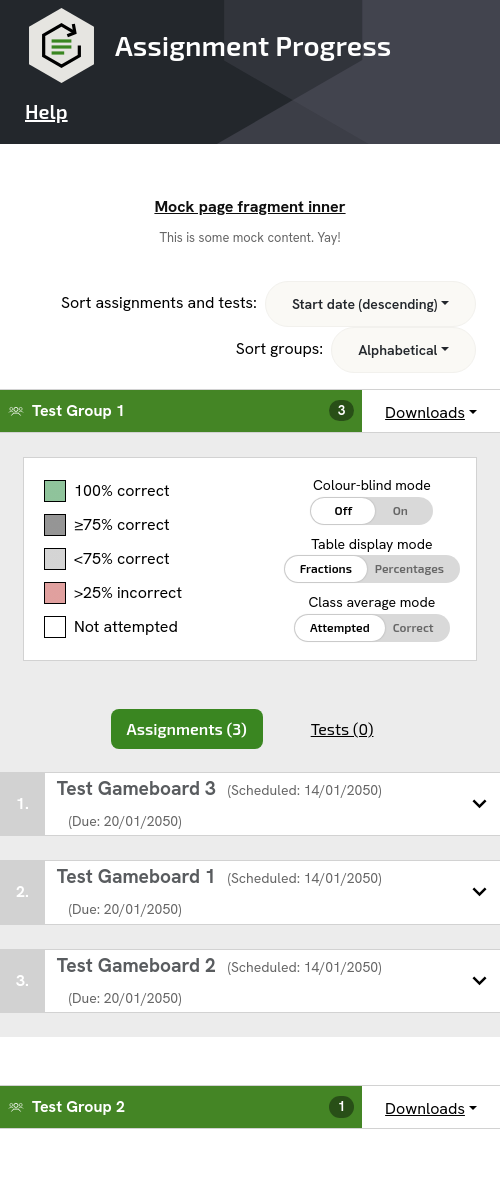 Assignment Progress
Help
Mock page fragment inner
This is some mock content. Yay!
Sort assignments and tests: Start date (descending)
Sort groups: Alphabetical
Test Group 1 3 Downloads
100% correct
≥75% correct
<75% correct
>25% incorrect
Not attempted
Colour-blind mode
Off On
Table display mode
Fractions Percentages
Class average mode
Attempted Correct
Assignments (3) Tests (0)
1. Test Gameboard 3 (Scheduled: 14/01/2050)
(Due: 20/01/2050)
2. Test Gameboard 1 (Scheduled: 14/01/2050)
(Due: 20/01/2050)
3. Test Gameboard 2 (Scheduled: 14/01/2050)
(Due: 20/01/2050)
Test Group 2 1 Downloads